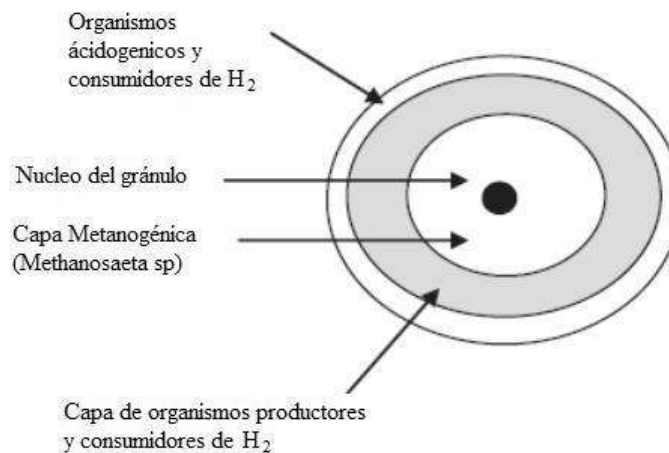 Organismos
ácidogenicos y
consumidores de H2
Nucleo del gránulo
Capa Metanogénica
(Methanosaeta sp)
Capa de organismos productores
y consumidores de H2